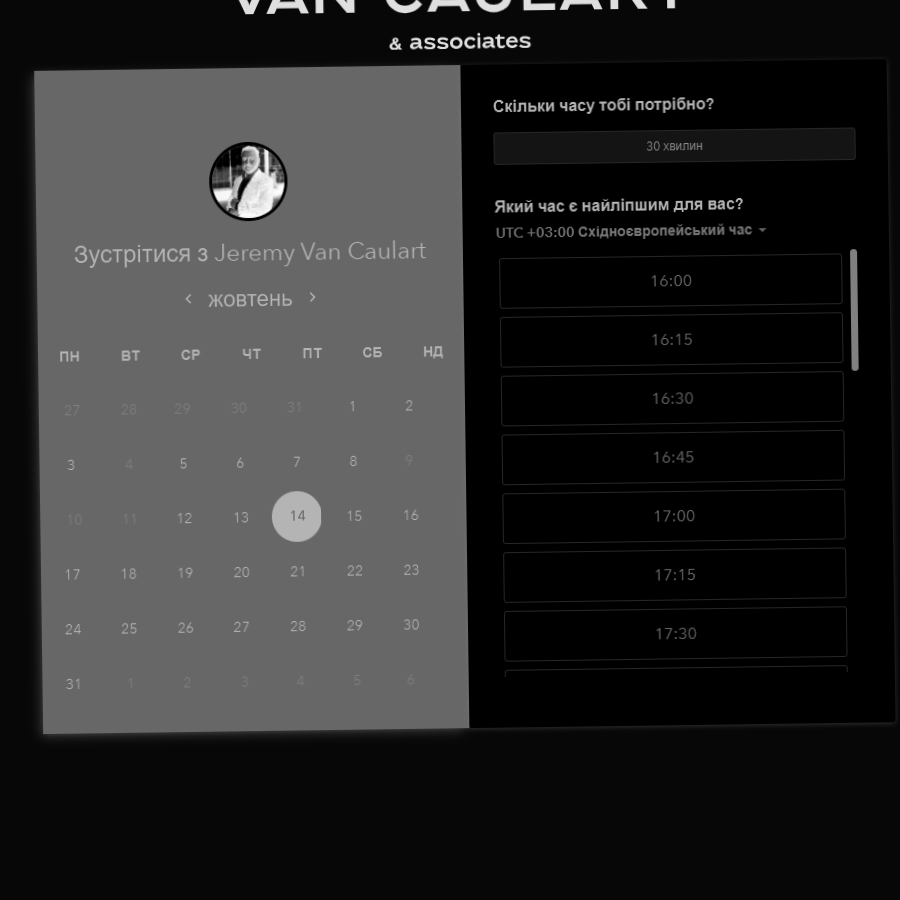 VAN CAULART
& associates
Зустрітися з Jeremy Van Caulart
жовтень
ПН ВТ СР ЧТ ПТ СБ НД
27 28 29 30 31 1 2
3 4 5 6 7 8 9
10 11 12 13 14 15 16
17 18 19 20 21 22 23
24 25 26 27 28 29 30
31 1 2 3 4 5 6
Скільки часу тобі потрібно?
30 хвилин
Який час є найліпшим для вас?
UTC +03:00 Східноєвропейський час
16:00
16:15
16:30
16:45
17:00
17:15
17:30